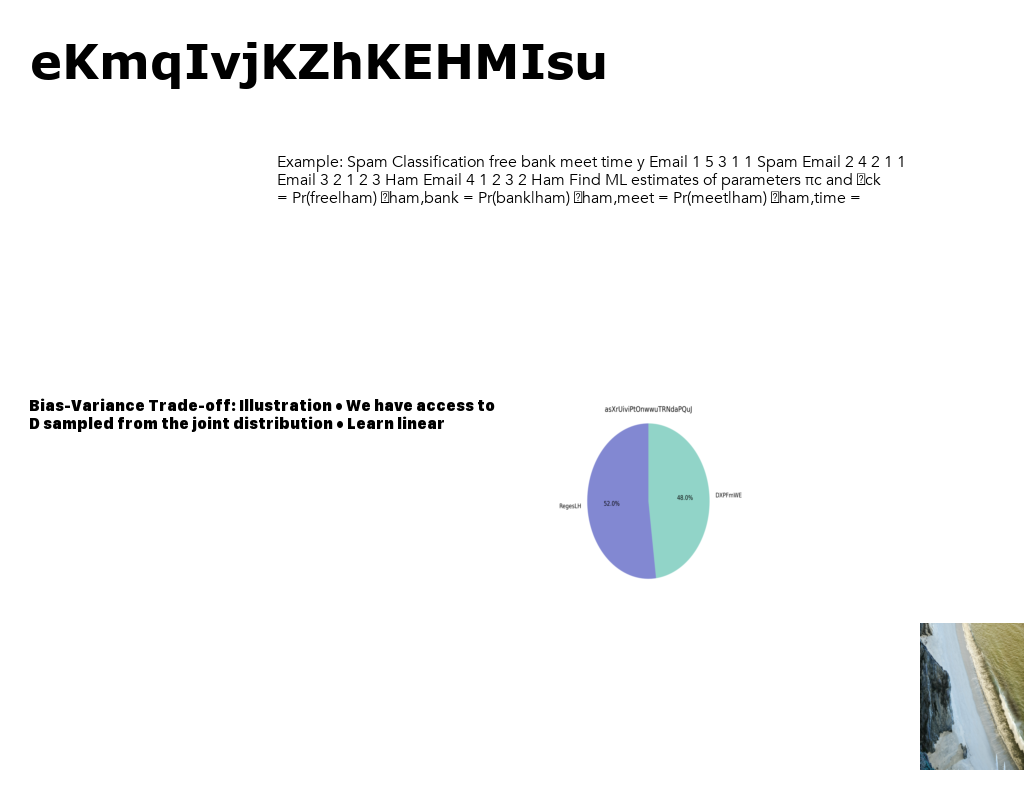 eKmqIvjKZhKEHMIsu
Example: Spam Classification free bank meet time y Email 1 5 3 1 1 Spam Email 2 4 2 1 1
Email 3 2 1 2 3 Ham Email 4 1 2 3 2 Ham Find ML estimates of parameters πc and ck
= Pr(free|ham) ham,bank = Pr(bank|ham) ham,meet = Pr(meet|ham) ham,time =
Bias-Variance Trade-off: Illustration • We have access to
D sampled from the joint distribution • Learn linear
asXrUiviPtOnwwuTRNdaPQuJ
52.0%
48.0%
RegesLH
DXPFmWE